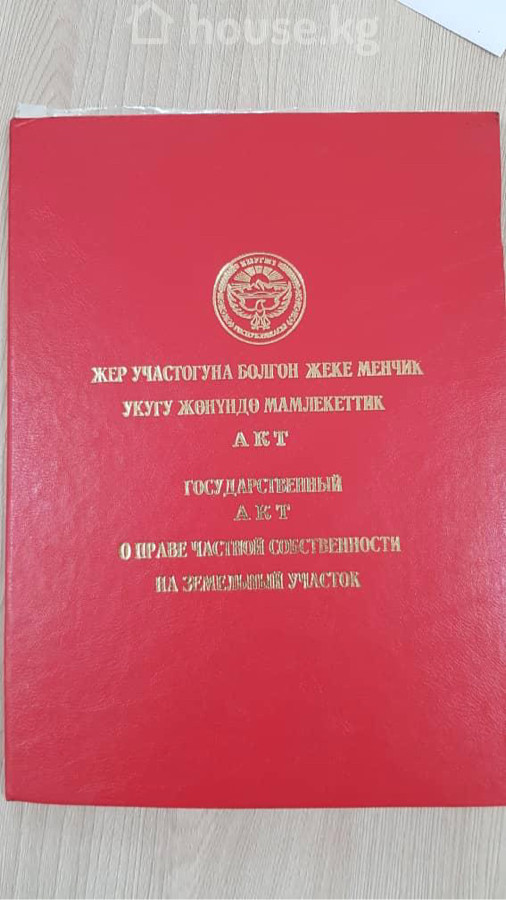 house.kg
ЖЕР УЧАСТОГУНА БОЛГОН ЖЕКЕ МЕНЧИК
УКУГУ ЖӨНҮНДӨ МАМЛЕКЕТТИК
АКТ
ГОСУДАРСТВЕННЫЙ
АКТ
О ПРАВЕ ЧАСТНОЙ СОБСТВЕННОСТИ
НА ЗЕМЕЛЬНЫЙ УЧАСТОК